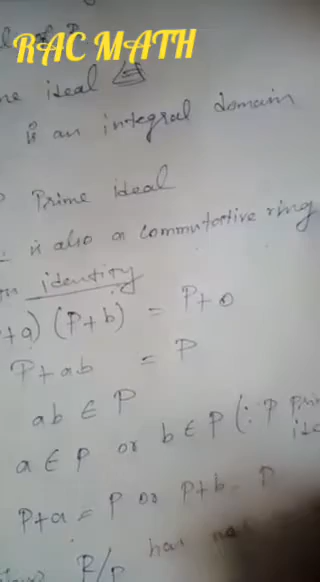 RAC MATH
ideal
is an integral domain
Prime ideal
is also a commutative ring
identity
(P+b) = P+0
P+ab = P
ab ∈ P
a ∈ P or b ∈ P (∵ P
P+a = P or P+b = P
R/P has